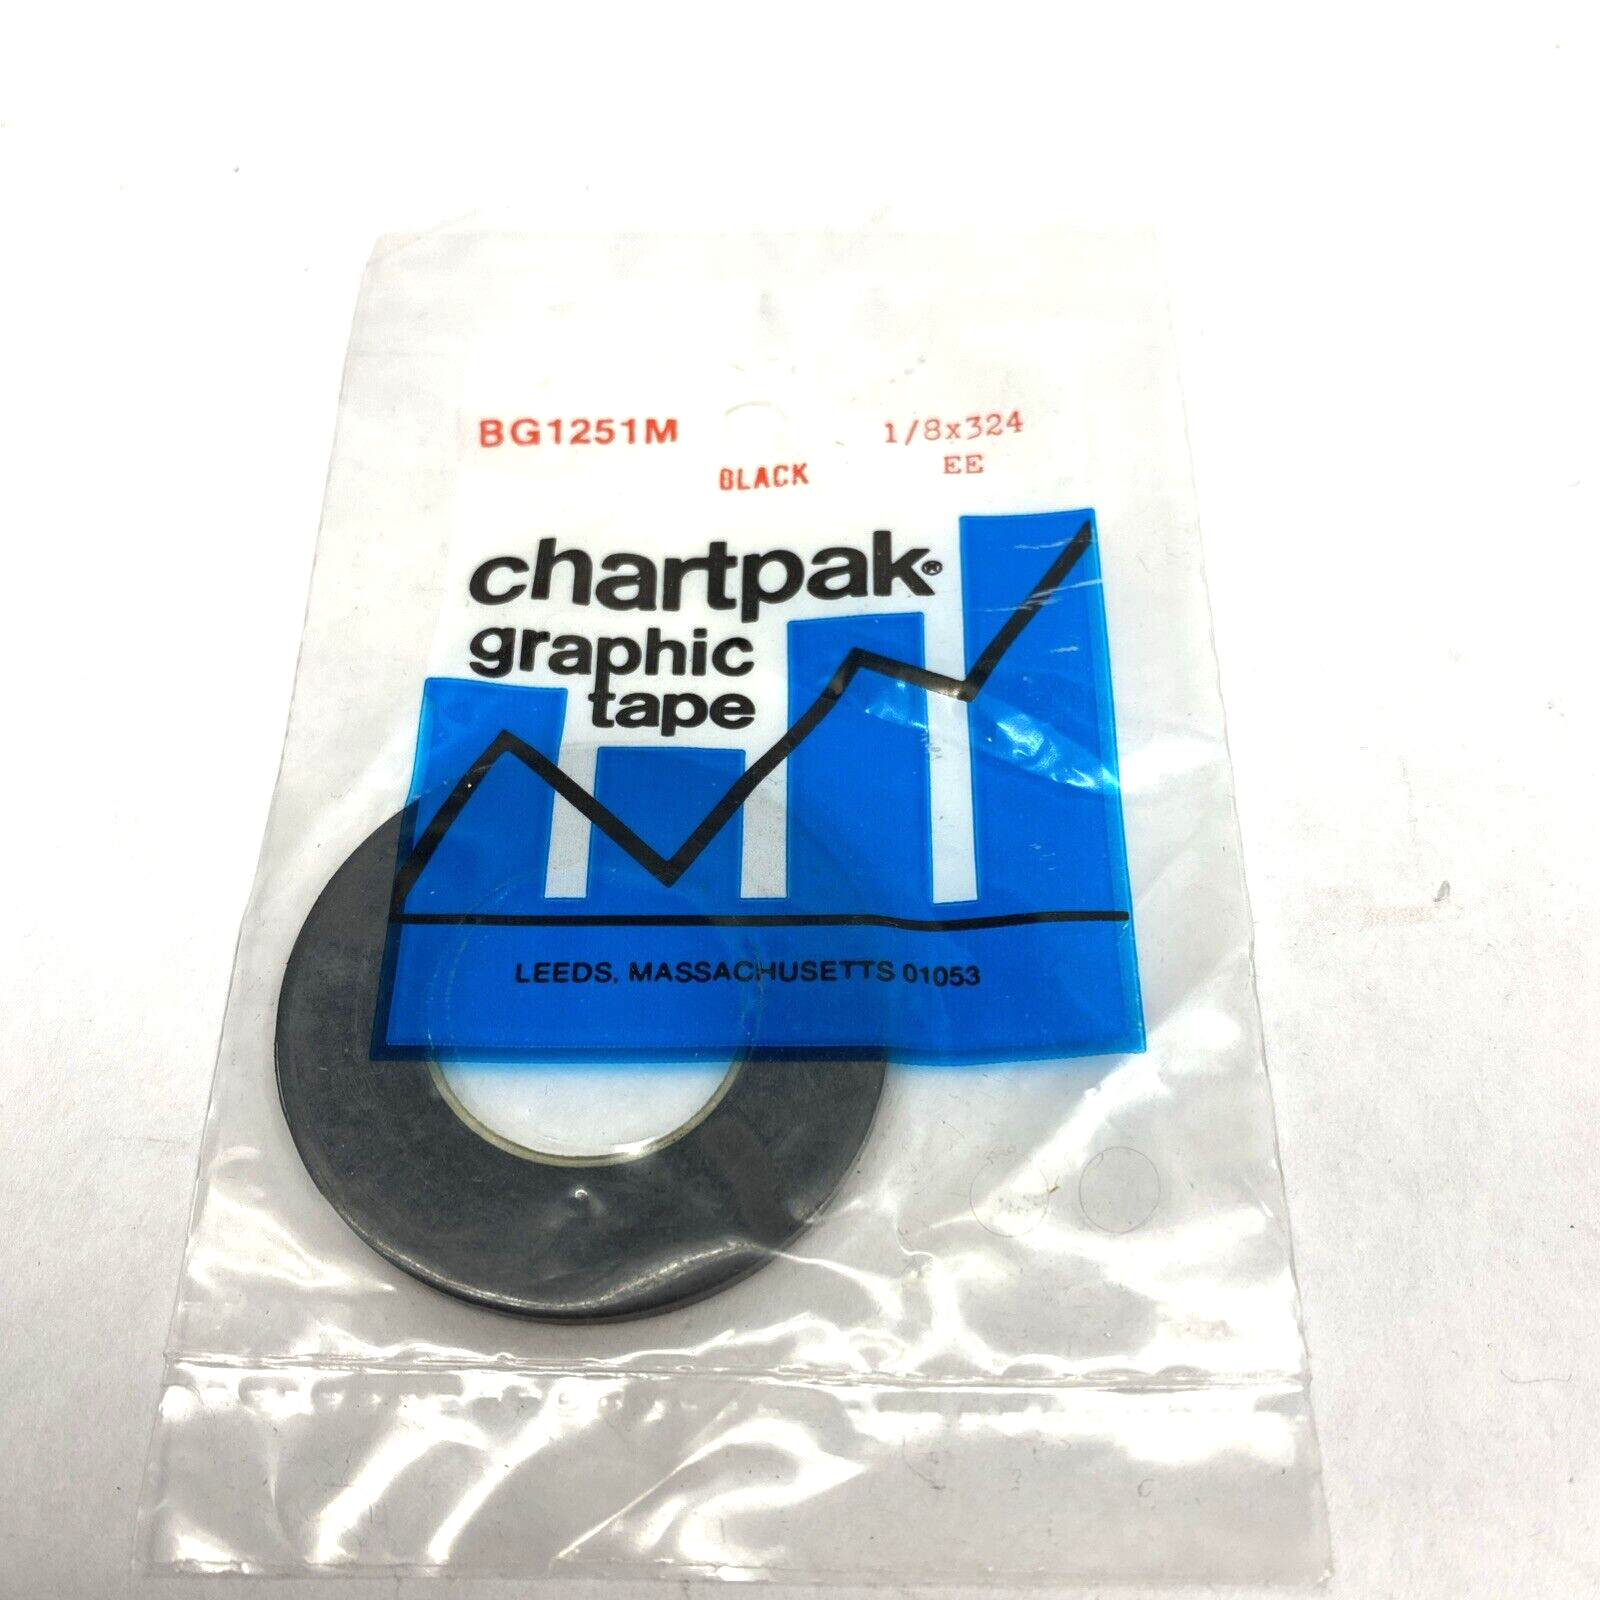 BG1251M
1/8x324
BLACK
EE
chartpak®
graphic
tape
LEEDS, MASSACHUSETTS 01053